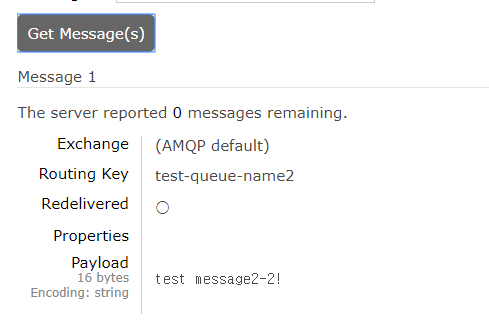 Get Message(s)
Message 1
The server reported 0 messages remaining.
Exchange (AMQP default)
Routing Key test-queue-name2
Redelivered ○
Properties
Payload
16 bytes
Encoding: string
test message2-2!